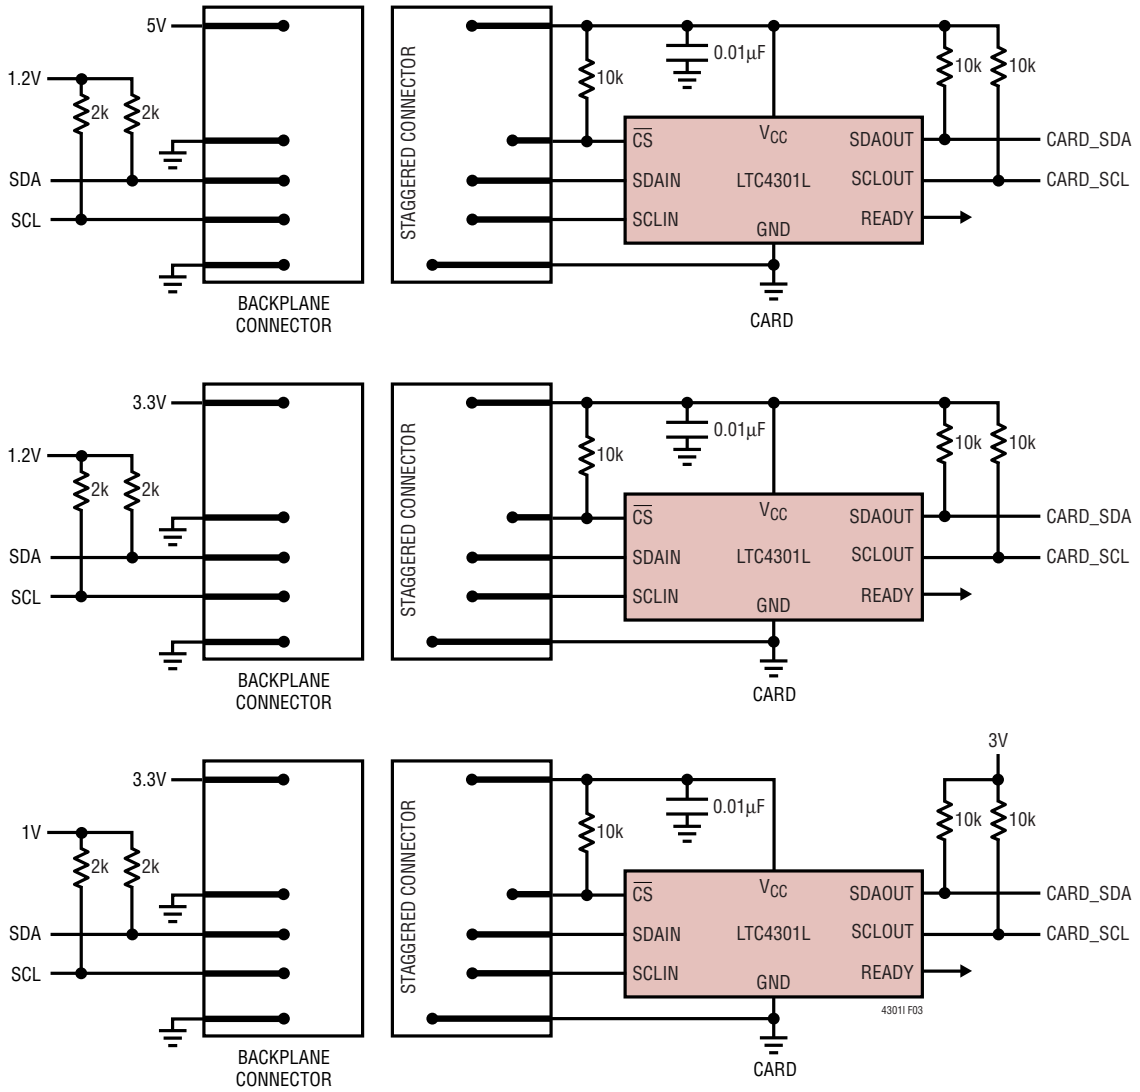 5V
1.2V
2k
2k
SDA
SCL
BACKPLANE
CONNECTOR
STAGGERED CONNECTOR
10k
0.01µF
10k
10k
CS
VCC
SDAOUT
CARD_SDA
SDAIN
LTC4301L
SCLOUT
CARD_SCL
SCLIN
GND
READY
CARD
3.3V
1.2V
2k
2k
SDA
SCL
BACKPLANE
CONNECTOR
STAGGERED CONNECTOR
10k
0.01µF
10k
10k
CS
VCC
SDAOUT
CARD_SDA
SDAIN
LTC4301L
SCLOUT
CARD_SCL
SCLIN
GND
READY
CARD
3.3V
1V
2k
2k
SDA
SCL
BACKPLANE
CONNECTOR
STAGGERED CONNECTOR
10k
0.01µF
3V
10k
10k
CS
VCC
SDAOUT
CARD_SDA
SDAIN
LTC4301L
SCLOUT
CARD_SCL
SCLIN
GND
READY
4301l F03
CARD